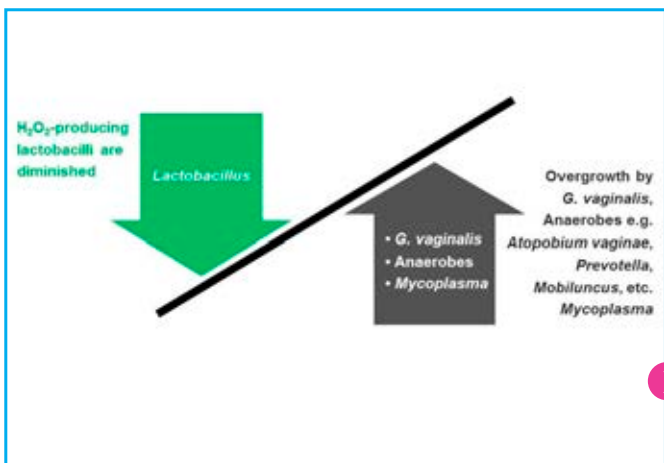 H₂O₂-producing
lactobacilli are
diminished
Lactobacillus
• G. vaginalis
• Anaerobes
• Mycoplasma
Overgrowth by
G. vaginalis,
Anaerobes e.g.
Atopobium vaginae,
Prevotella,
Mobiluncus, etc.
Mycoplasma